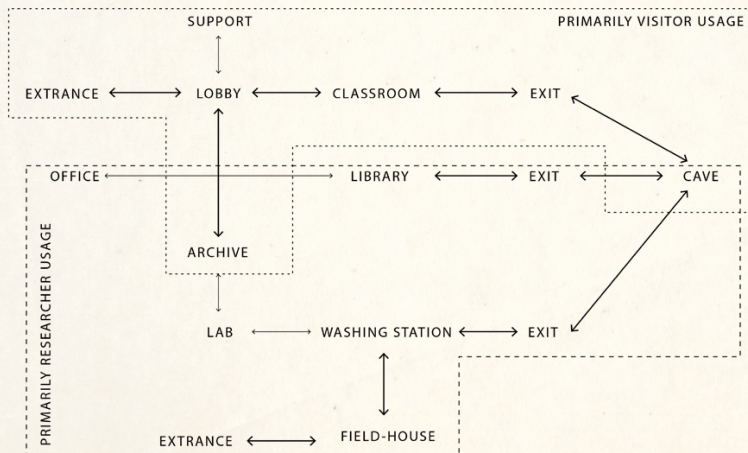 SUPPORT
PRIMARILY VISITOR USAGE
EXTRANCE LOBBY CLASSROOM EXIT
OFFICE LIBRARY EXIT CAVE
ARCHIVE
PRIMARILY RESEARCHER USAGE
LAB WASHING STATION EXIT
EXTRANCE FIELD-HOUSE